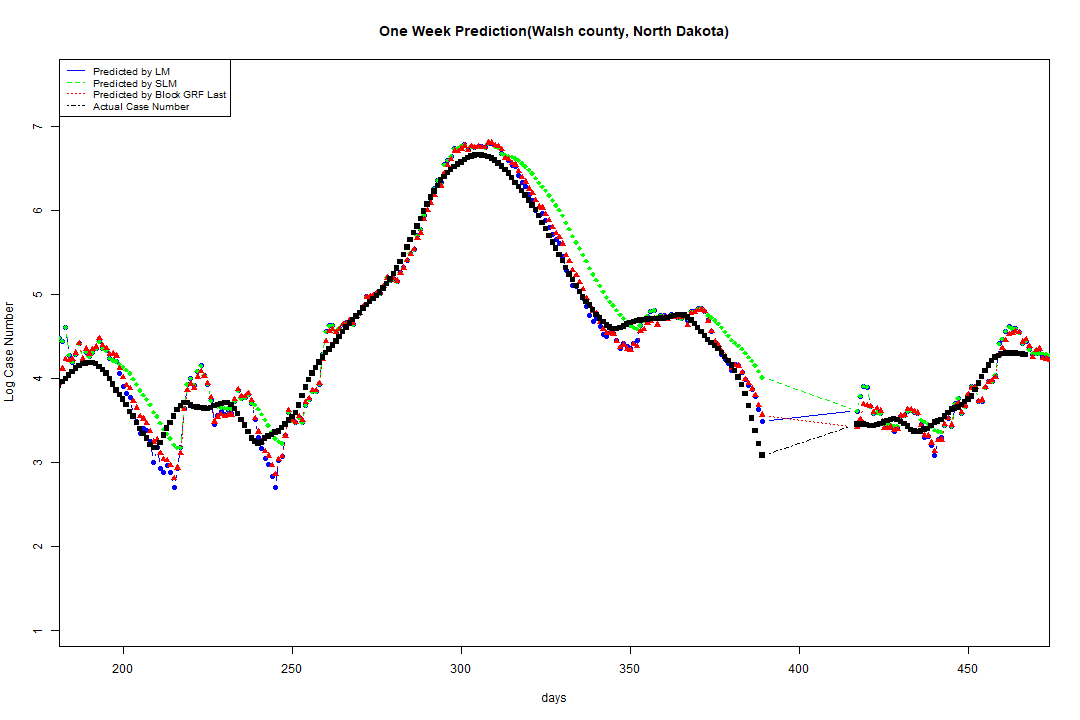 One Week Prediction(Walsh county, North Dakota)
Predicted by LM
Predicted by SLM
Predicted by Block GRF Last
Actual Case Number
7
6
5
4
3
2
1
Log Case Number
200 250 300 350 400 450
days